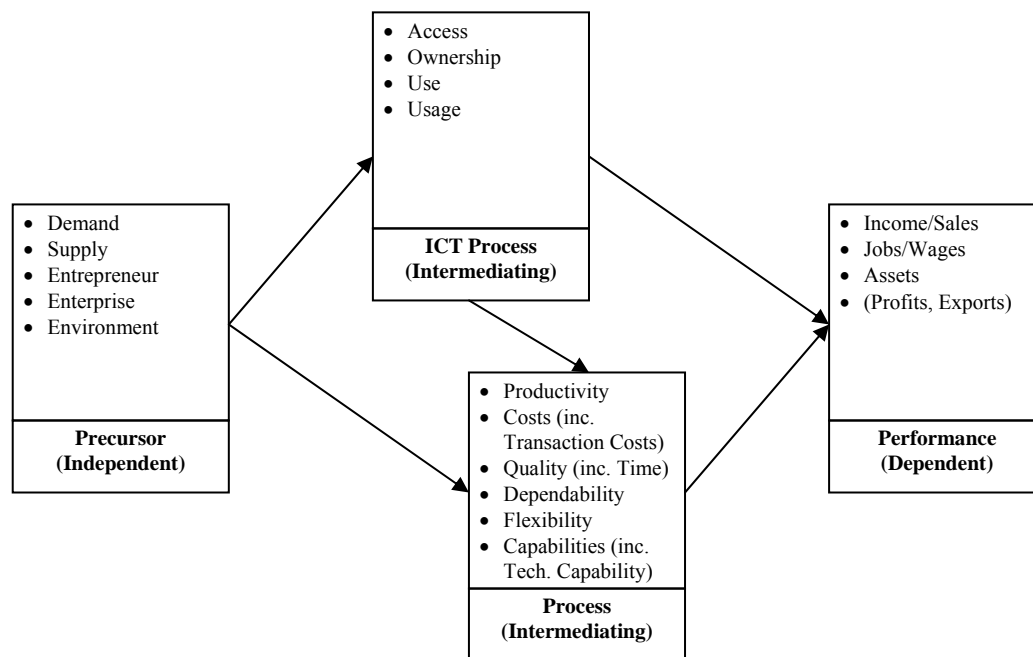 • Access
• Ownership
• Use
• Usage
ICT Process
(Intermediating)
• Demand
• Supply
• Entrepreneur
• Enterprise
• Environment
Precursor
(Independent)
• Productivity
• Costs (inc.
Transaction Costs)
• Quality (inc. Time)
• Dependability
• Flexibility
• Capabilities (inc.
Tech. Capability)
Process
(Intermediating)
• Income/Sales
• Jobs/Wages
• Assets
• (Profits, Exports)
Performance
(Dependent)